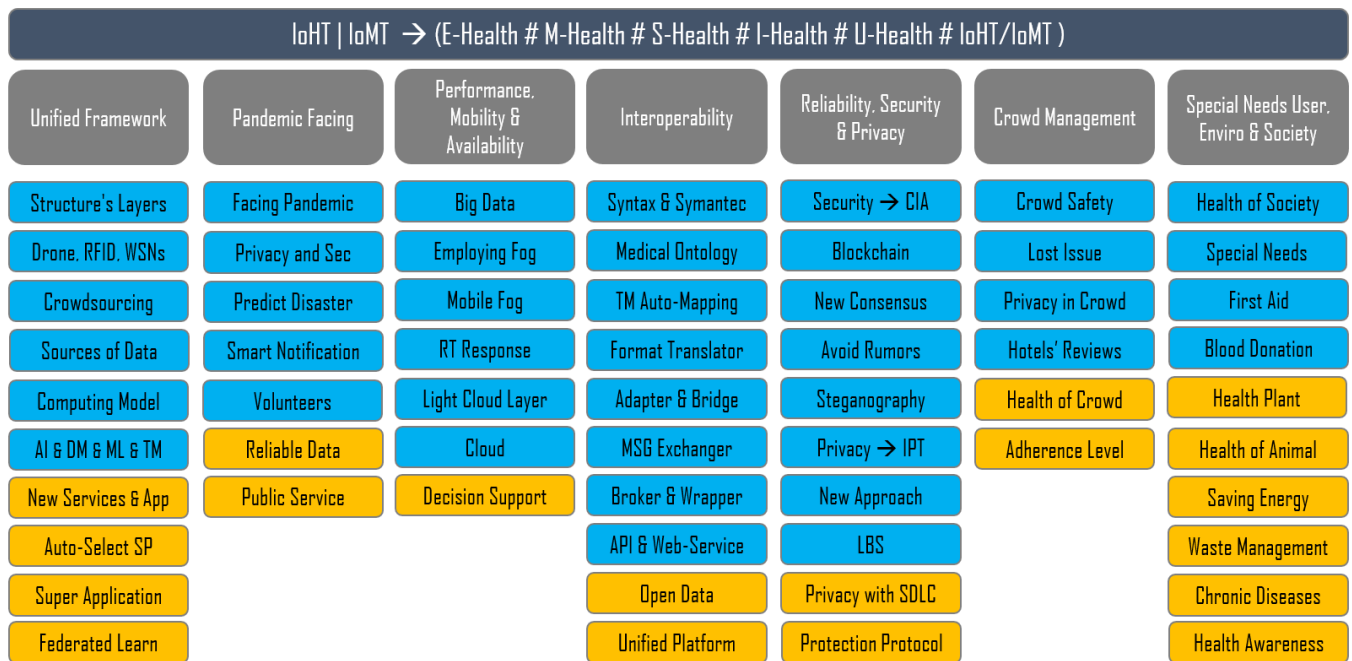 IoHT | IoMT → (E-Health # M-Health # S-Health # I-Health # U-Health # IoHT/IoMT )
Unified Framework
Structure's Layers
Drone, RFID, WSNs
Crowdsourcing
Sources of Data
Computing Model
AI & DM & ML & TM
New Services & App
Auto-Select SP
Super Application
Federated Learn
Pandemic Facing
Facing Pandemic
Privacy and Sec
Predict Disaster
Smart Notification
Volunteers
Reliable Data
Public Service
Performance,
Mobility &
Availability
Big Data
Employing Fog
Mobile Fog
RT Response
Light Cloud Layer
Cloud
Decision Support
Interoperability
Syntax & Symantec
Medical Ontology
TM Auto-Mapping
Format Translator
Adapter & Bridge
MSG Exchanger
Broker & Wrapper
API & Web-Service
Open Data
Unified Platform
Reliability, Security
& Privacy
Security → CIA
Blockchain
New Consensus
Avoid Rumors
Steganography
Privacy → IPT
New Approach
LBS
Privacy with SDLC
Protection Protocol
Crowd Management
Crowd Safety
Lost Issue
Privacy in Crowd
Hotels' Reviews
Health of Crowd
Adherence Level
Special Needs User,
Enviro & Society
Health of Society
Special Needs
First Aid
Blood Donation
Health Plant
Health of Animal
Saving Energy
Waste Management
Chronic Diseases
Health Awareness